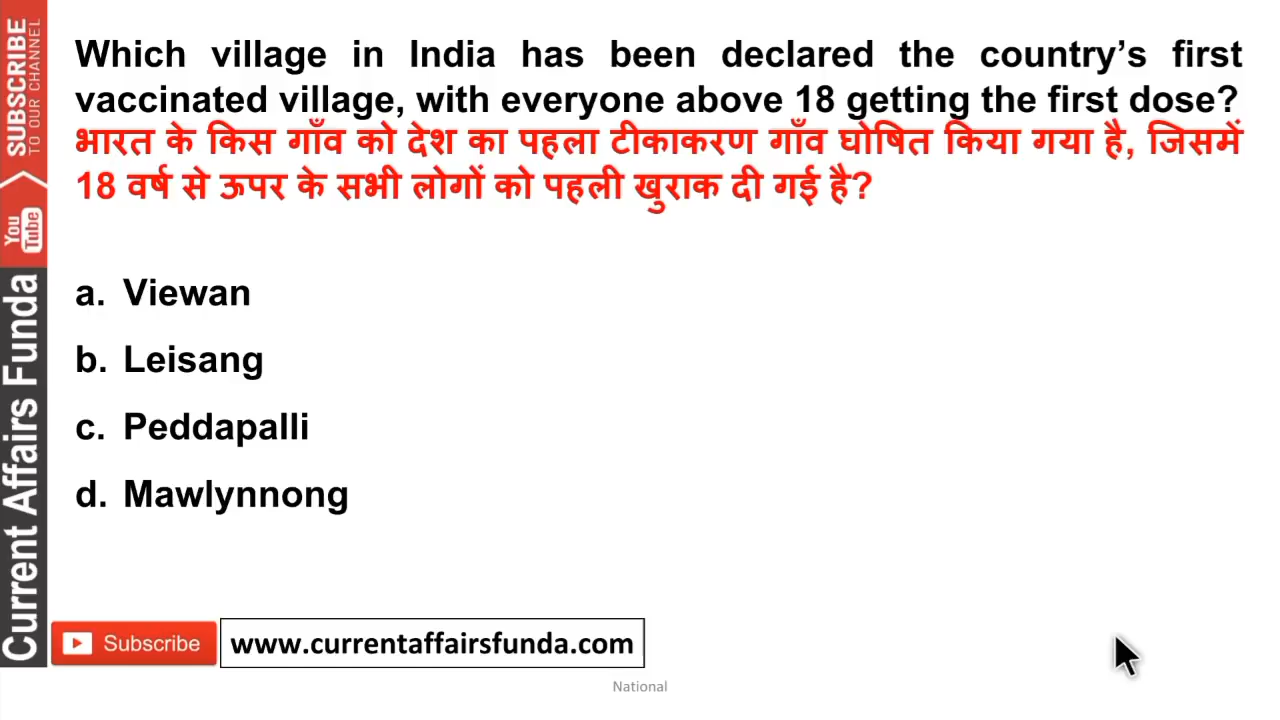 Which village in India has been declared the country’s first
vaccinated village, with everyone above 18 getting the first dose?
भारत के किस गाँव को देश का पहला टीकाकरण गाँव घोषित किया गया है, जिसमें
18 वर्ष से ऊपर के सभी लोगों को पहली खुराक दी गई है?
a. Viewan
b. Leisang
c. Peddapalli
d. Mawlynnong
SUBSCRIBE
TO OUR CHANNEL
You
Tube
Current Affairs Funda
Subscribe
www.currentaffairsfunda.com
National